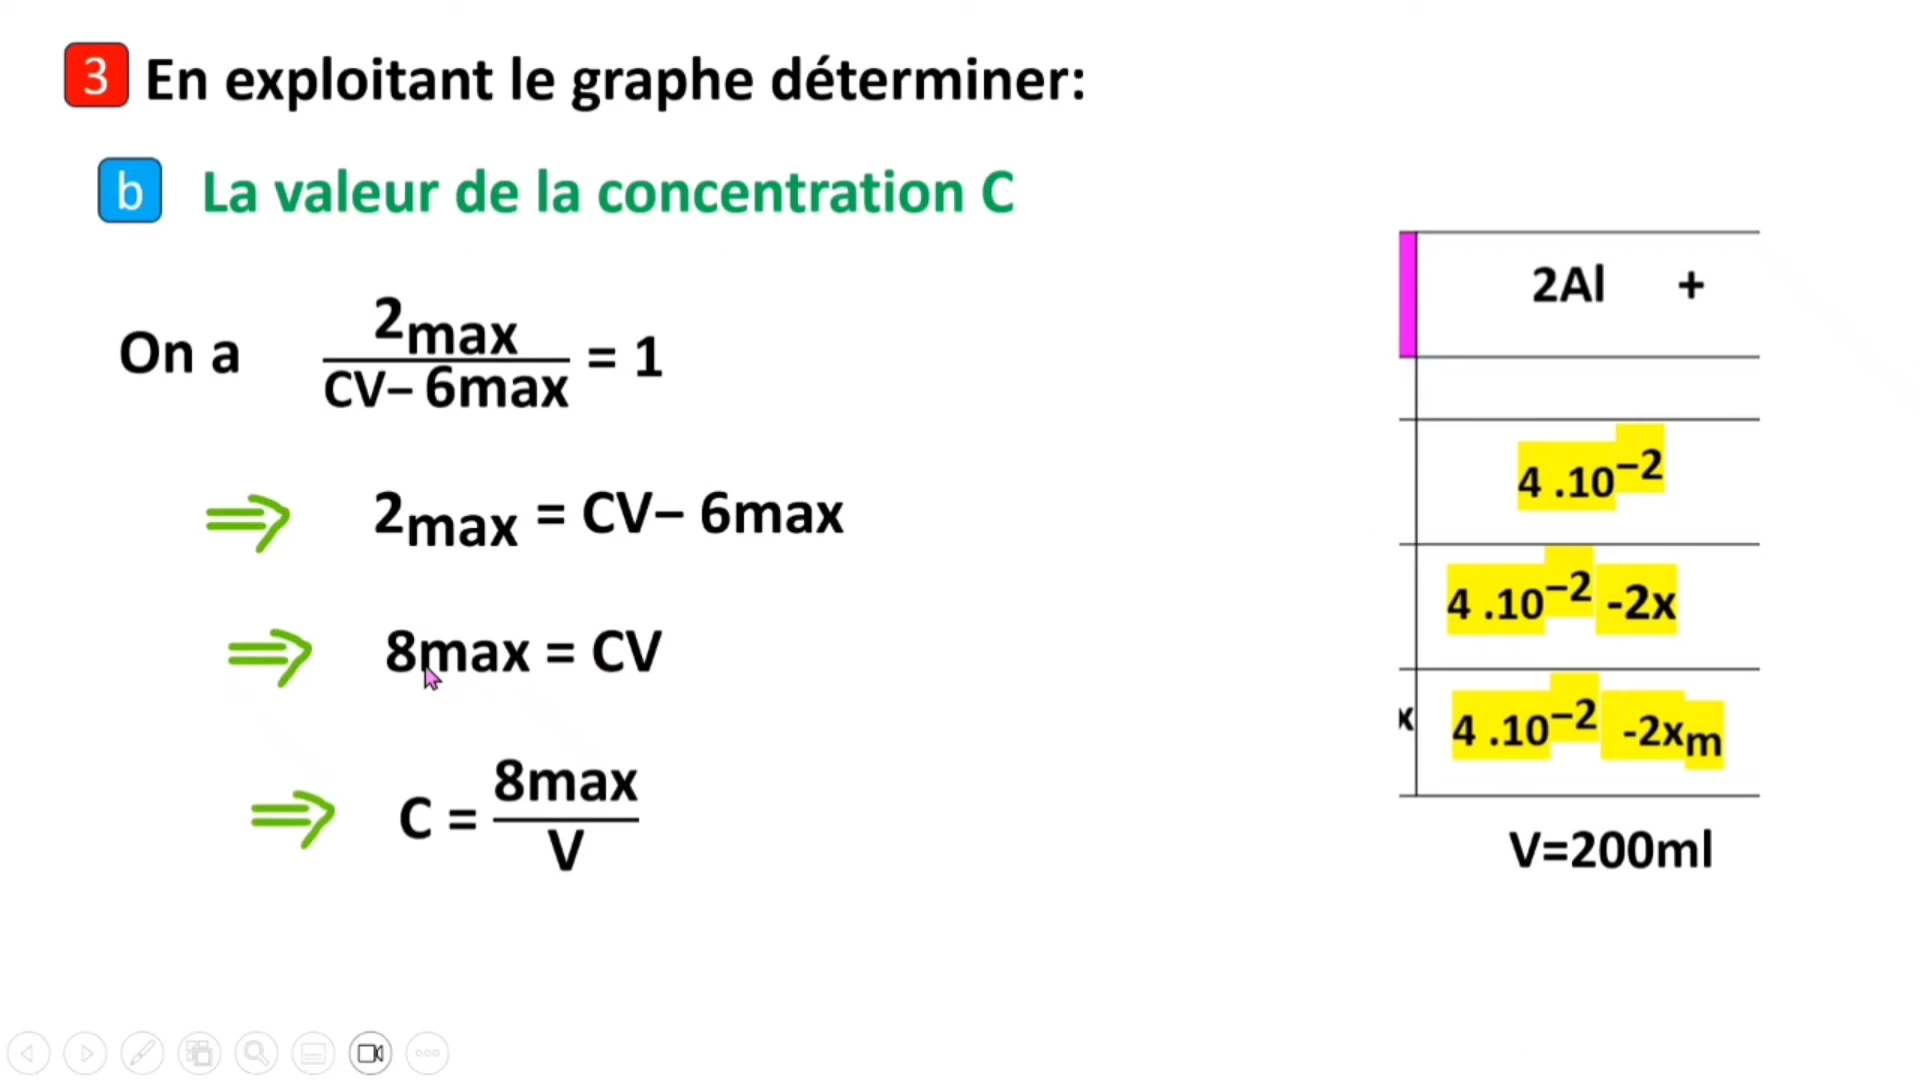 3 En exploitant le graphe déterminer:
b La valeur de la concentration C
On a 2max / CV– 6max = 1
⇒ 2max = CV– 6max
⇒ 8max = CV
⇒ C = 8max / V
2Al +
4 .10⁻²
4 .10⁻² -2x
x 4 .10⁻² -2xm
V=200ml